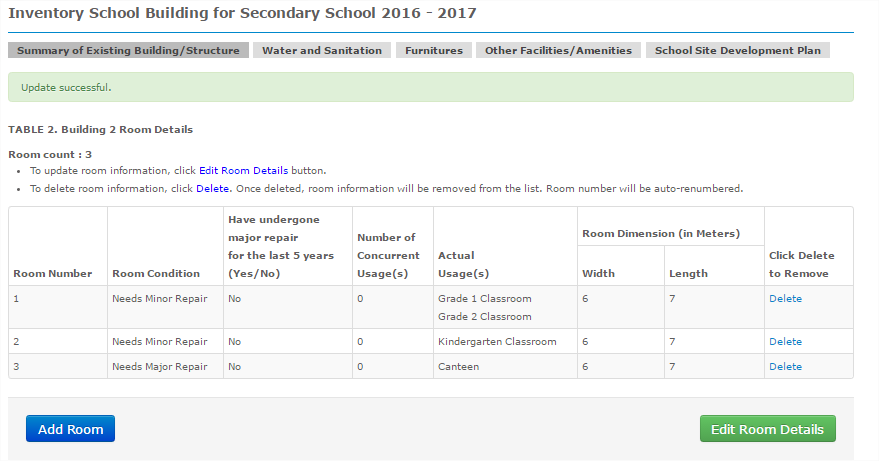 Inventory School Building for Secondary School 2016 - 2017
Summary of Existing Building/Structure Water and Sanitation Furnitures Other Facilities/Amenities School Site Development Plan
Update successful.
TABLE 2. Building 2 Room Details
Room count : 3
• To update room information, click Edit Room Details button.
• To delete room information, click Delete. Once deleted, room information will be removed from the list. Room number will be auto-renumbered.
Room Number
Room Condition
Have undergone
major repair
for the last 5 years
(Yes/No)
Number of
Concurrent
Usage(s)
Actual
Usage(s)
Room Dimension (in Meters)
Width
Length
Click Delete
to Remove
1 Needs Minor Repair No 0 Grade 1 Classroom 6 7 Delete
Grade 2 Classroom
2 Needs Minor Repair No 0 Kindergarten Classroom 6 7 Delete
3 Needs Major Repair No 0 Canteen 6 7 Delete
Add Room Edit Room Details